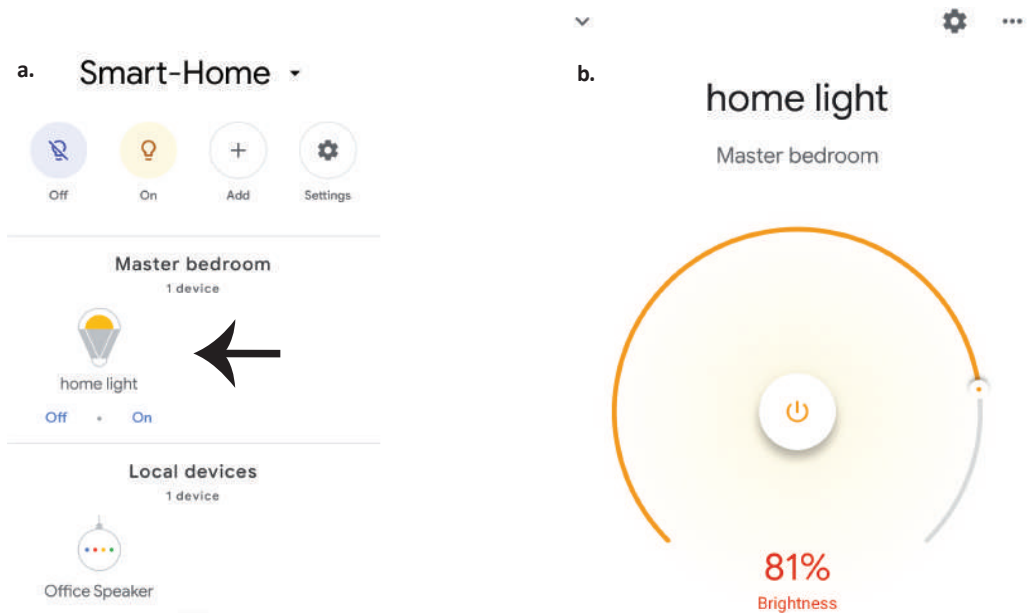 a.
Smart-Home
Off
On
Add
Settings
Master bedroom
1 device
home light
Off • On
Local devices
1 device
Office Speaker
b.
home light
Master bedroom
81%
Brightness